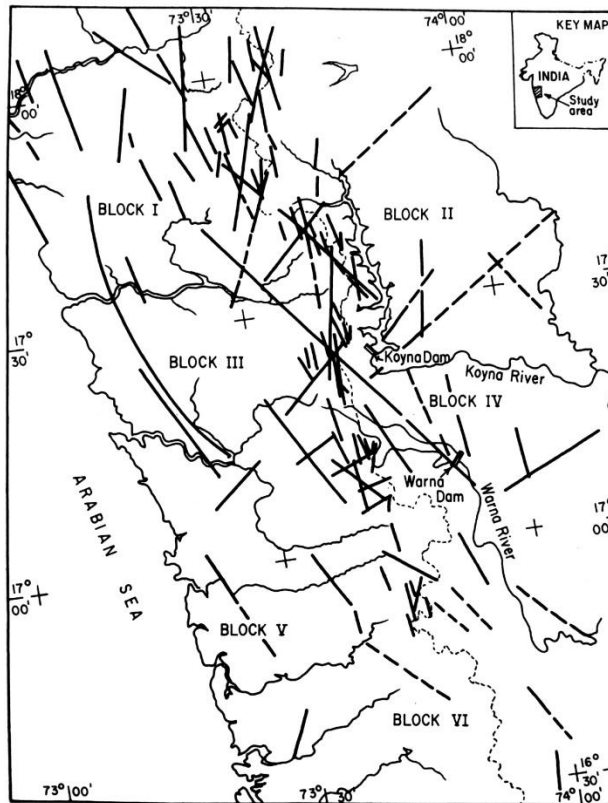 73° 30'
74° 00'
18°
00'
KEY MAP
INDIA
Study
area
18°
00'
BLOCK I
BLOCK II
17°
30'
17°
30'
BLOCK III
Koyna Dam
Koyna River
BLOCK IV
ARABIAN SEA
Warna
Dam
Warna River
17°
00'
17°
00'
BLOCK V
BLOCK VI
16°
30'
73° 00'
73° 30'
74° 00'